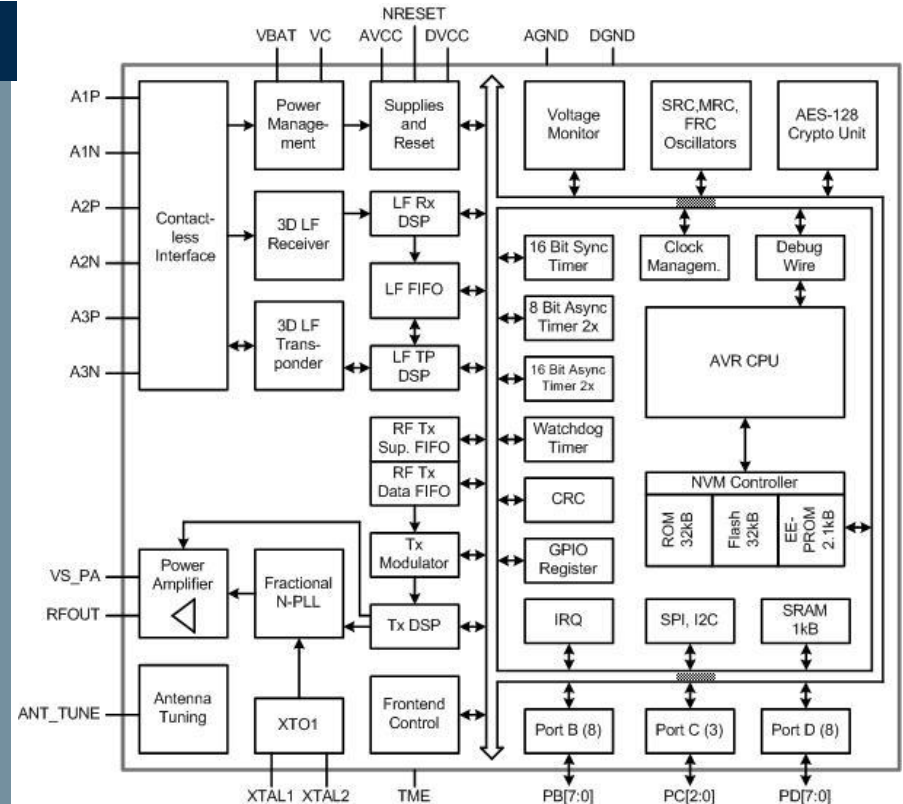 NRESET
VBAT VC AVCC DVCC AGND DGND
A1P
A1N
A2P
A2N
A3P
A3N
Contact-
less
Interface
Power
Manage-
ment
Supplies
and
Reset
Voltage
Monitor
SRC,MRC,
FRC
Oscillators
AES-128
Crypto Unit
3D LF
Receiver
LF Rx
DSP
LF FIFO
3D LF
Trans-
ponder
LF TP
DSP
16 Bit Sync
Timer
Clock
Managem.
Debug
Wire
8 Bit Async
Timer 2x
16 Bit Async
Timer 2x
AVR CPU
RF Tx
Sup. FIFO
RF Tx
Data FIFO
Watchdog
Timer
CRC
NVM Controller
ROM
32kB
Flash
32kB
EE-
PROM
2.1kB
Tx
Modulator
GPIO
Register
VS_PA
RFOUT
Power
Amplifier
Fractional
N-PLL
Tx DSP
IRQ
SPI, I2C
SRAM
1kB
ANT_TUNE
Antenna
Tuning
XTO1
Frontend
Control
Port B (8)
Port C (3)
Port D (8)
XTAL1 XTAL2 TME PB[7:0] PC[2:0] PD[7:0]